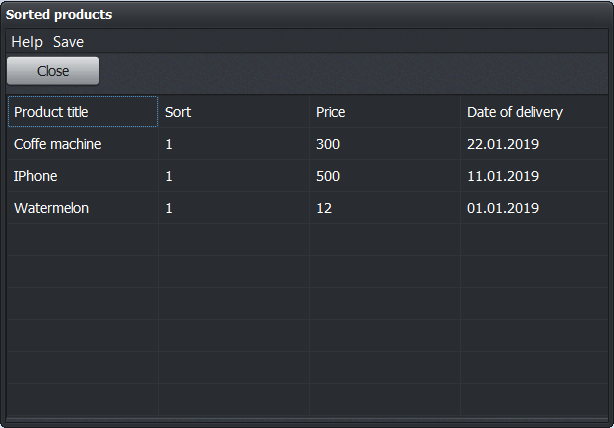 Sorted products
Help Save
Close
Product title Sort Price Date of delivery
Coffe machine 1 300 22.01.2019
IPhone 1 500 11.01.2019
Watermelon 1 12 01.01.2019